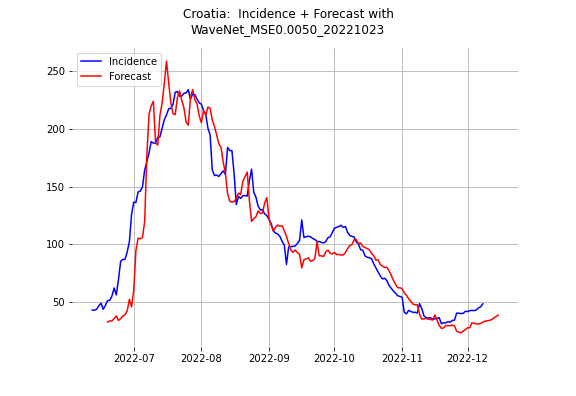 Croatia:  Incidence + Forecast with
WaveNet_MSE0.0050_20221023
Incidence
Forecast
250
200
150
100
50
2022-07
2022-08
2022-09
2022-10
2022-11
2022-12